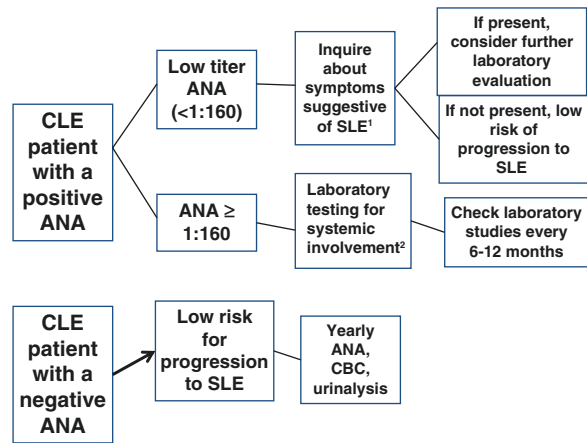 CLE
patient
with a
positive
ANA
Low titer
ANA
(<1:160)
Inquire
about
symptoms
suggestive
of SLE¹
If present,
consider further
laboratory
evaluation
If not present, low
risk of
progression to
SLE
ANA ≥
1:160
Laboratory
testing for
systemic
involvement²
Check laboratory
studies every
6-12 months
CLE
patient
with a
negative
ANA
Low risk
for
progression
to SLE
Yearly
ANA,
CBC,
urinalysis